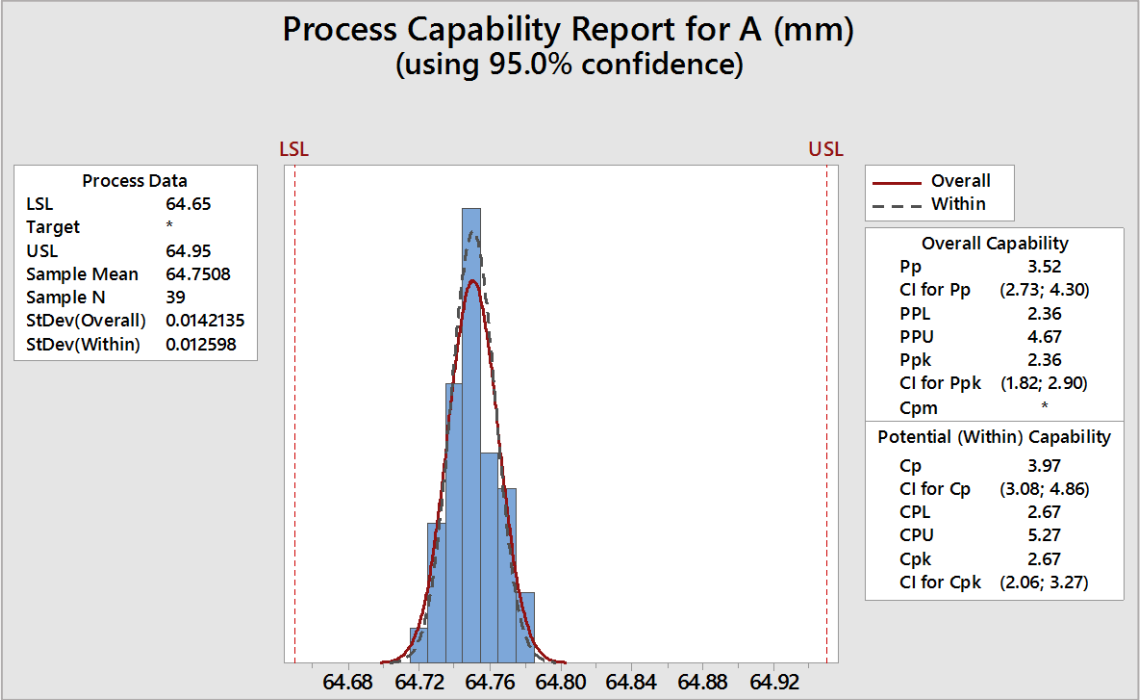 Process Capability Report for A (mm)
(using 95.0% confidence)
LSL
USL
Process Data
LSL 64.65
Target *
USL 64.95
Sample Mean 64.7508
Sample N 39
StDev(Overall) 0.0142135
StDev(Within) 0.012598
Overall
Within
Overall Capability
Pp 3.52
CI for Pp (2.73; 4.30)
PPL 2.36
PPU 4.67
Ppk 2.36
CI for Ppk (1.82; 2.90)
Cpm *
Potential (Within) Capability
Cp 3.97
CI for Cp (3.08; 4.86)
CPL 2.67
CPU 5.27
Cpk 2.67
CI for Cpk (2.06; 3.27)
64.68 64.72 64.76 64.80 64.84 64.88 64.92